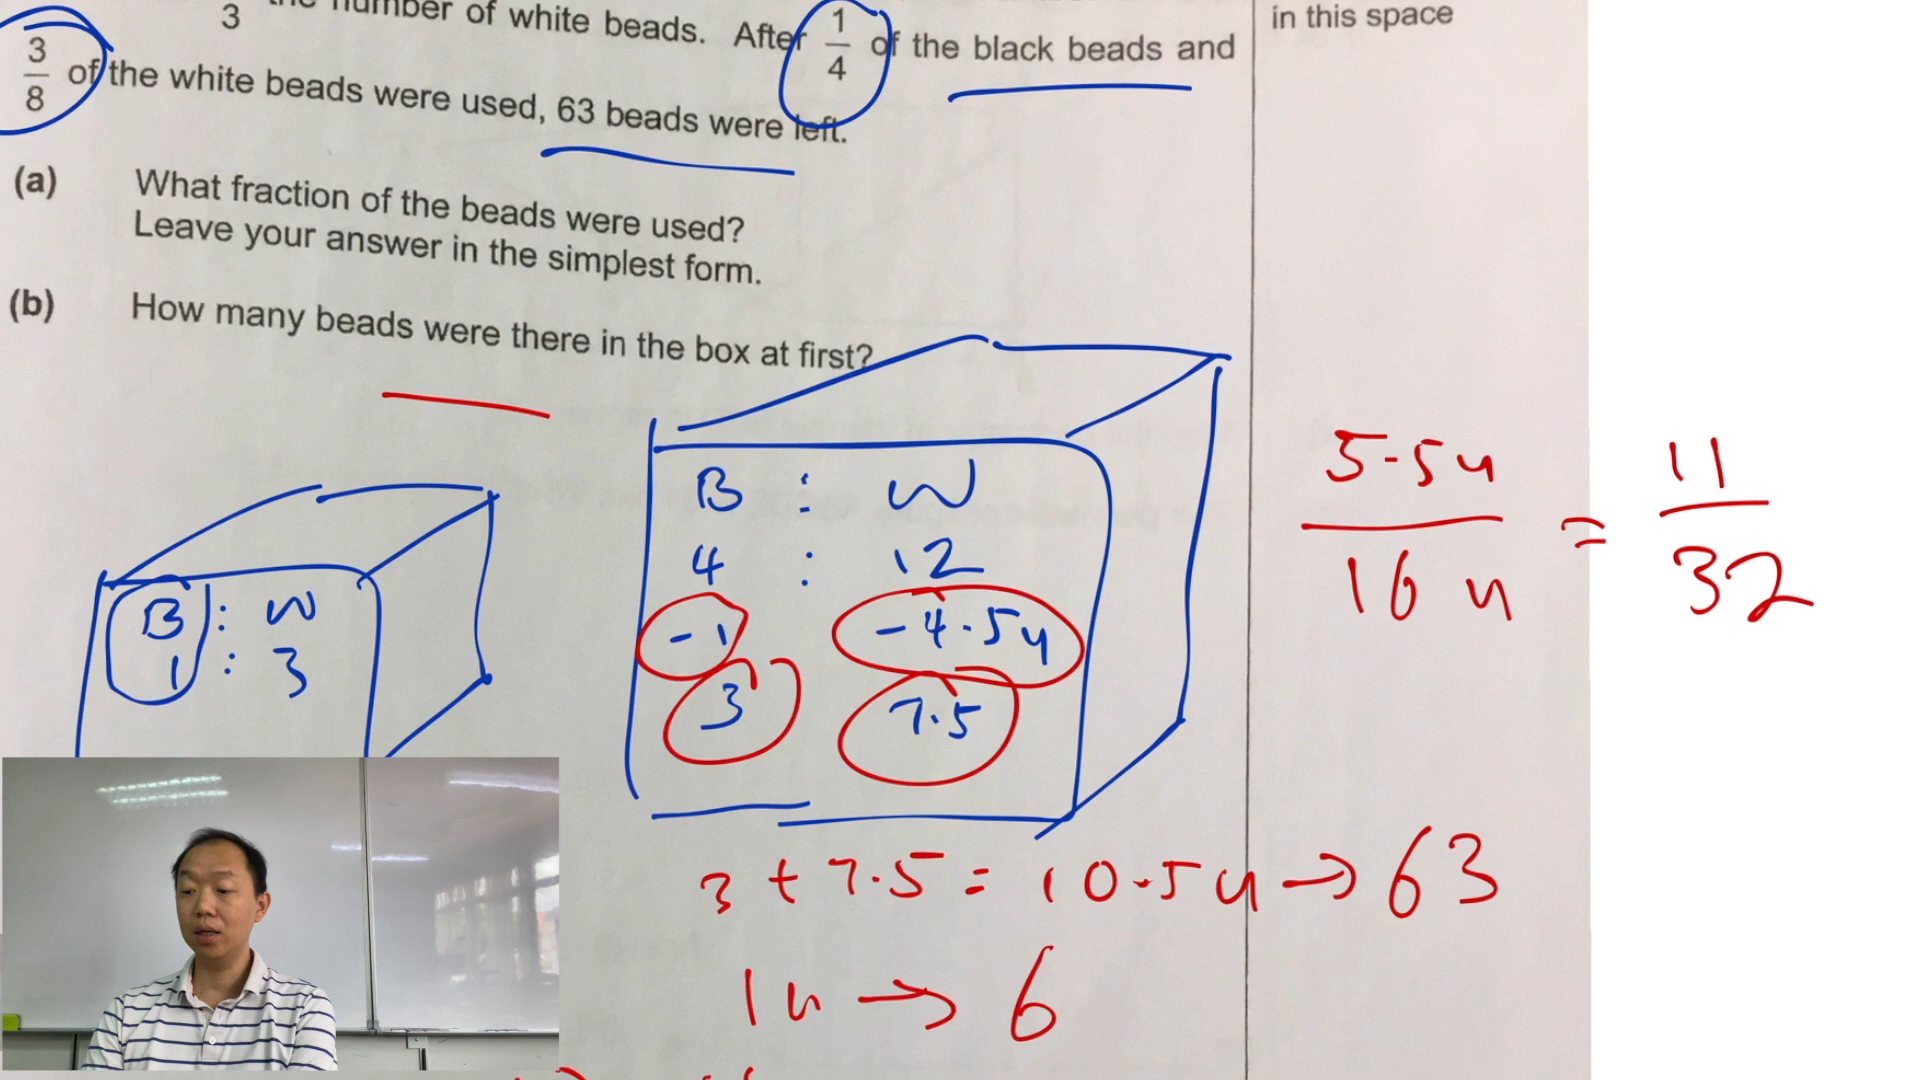 3 the number of white beads. After 1/4 of the black beads and
3/8 of the white beads were used, 63 beads were left.
(a) What fraction of the beads were used?
Leave your answer in the simplest form.
(b) How many beads were there in the box at first?
in this space
B : W
1 : 3
B : W
4 : 12
-1 -4.5u
3 7.5
5.5u/16u = 11/32
3 + 7.5 = 10.5u → 63
1u → 6